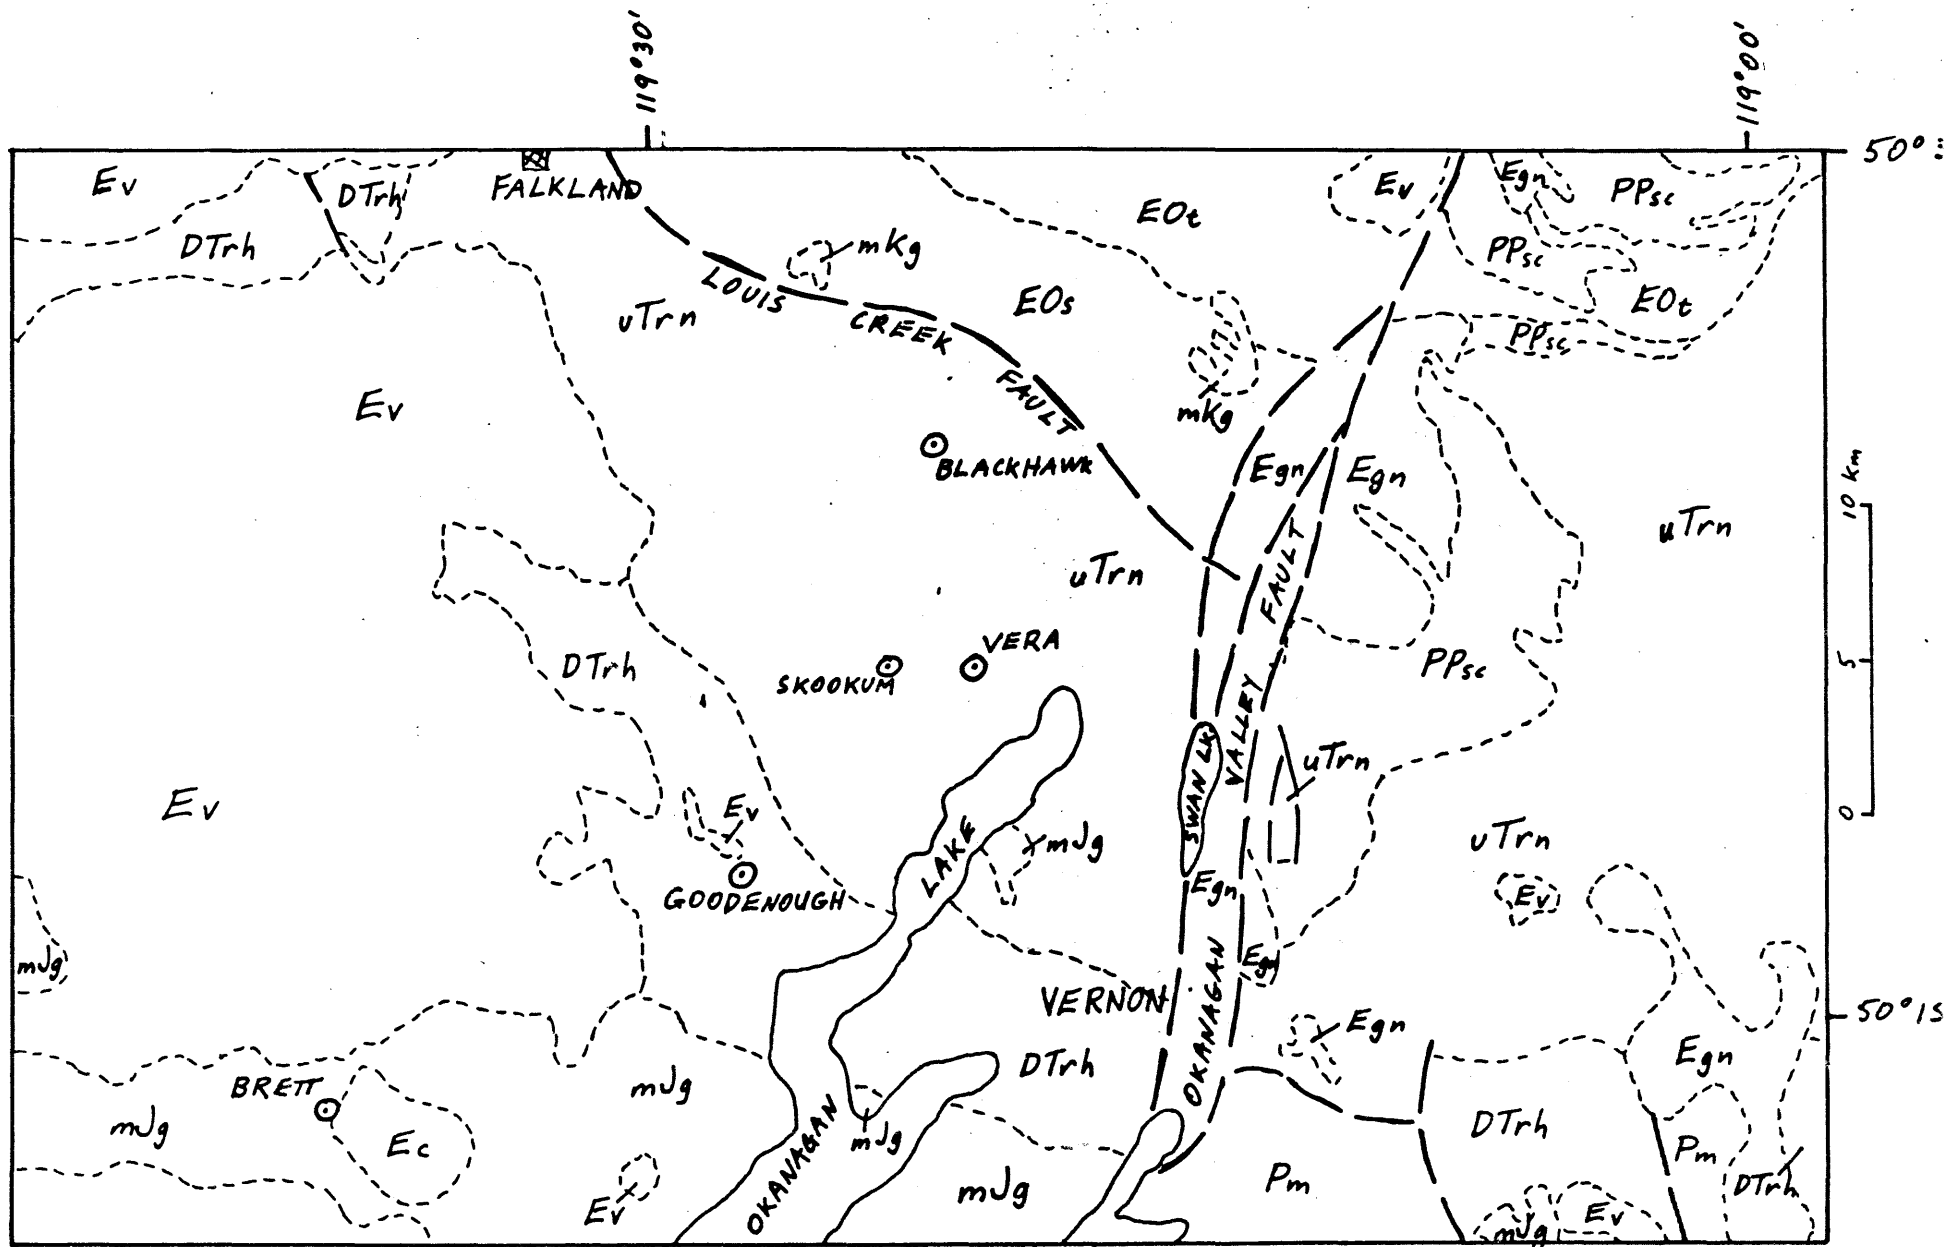 119°30'
119°00'
50°
Ev
DTrh
FALKLAND
Ev
Egn
PPsc
EOt
DTrh
mKg
PPsc
EOt
uTrn
LOUIS CREEK FAULT
EOs
PPsc
Ev
mKg
BLACKHAWK
Egn
Egn
10 km
uTrn
uTrn
VERA
SKOOKUM
DTrh
PPsc
5
OKANAGAN VALLEY FAULT
SWAN LK
uTrn
Ev
Ev
0
uTrn
mJg
OKANAGAN LAKE
GOODENOUGH
Egn
Ev
mJg
Egn
VERNON
50°15
Egn
Egn
DTrh
BRETT
mJg
mJg
Ec
mJg
DTrh
Pm
mJg
Pm
DTrh
Ev
mJg
Ev